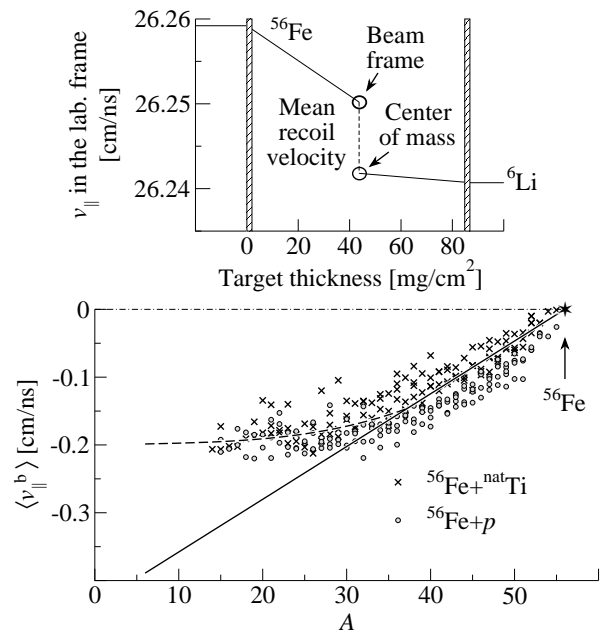 26.26
26.25
26.24
v∥ in the lab. frame
[cm/ns]
⁵⁶Fe
Beam
frame
Mean
recoil
velocity
Center
of mass
⁶Li
0 20 40 60 80
Target thickness [mg/cm²]
0
-0.1
-0.2
-0.3
⟨v∥ᵇ⟩ [cm/ns]
⁵⁶Fe
⁵⁶Fe+ⁿᵃᵗTi
⁵⁶Fe+p
0 10 20 30 40 50
A